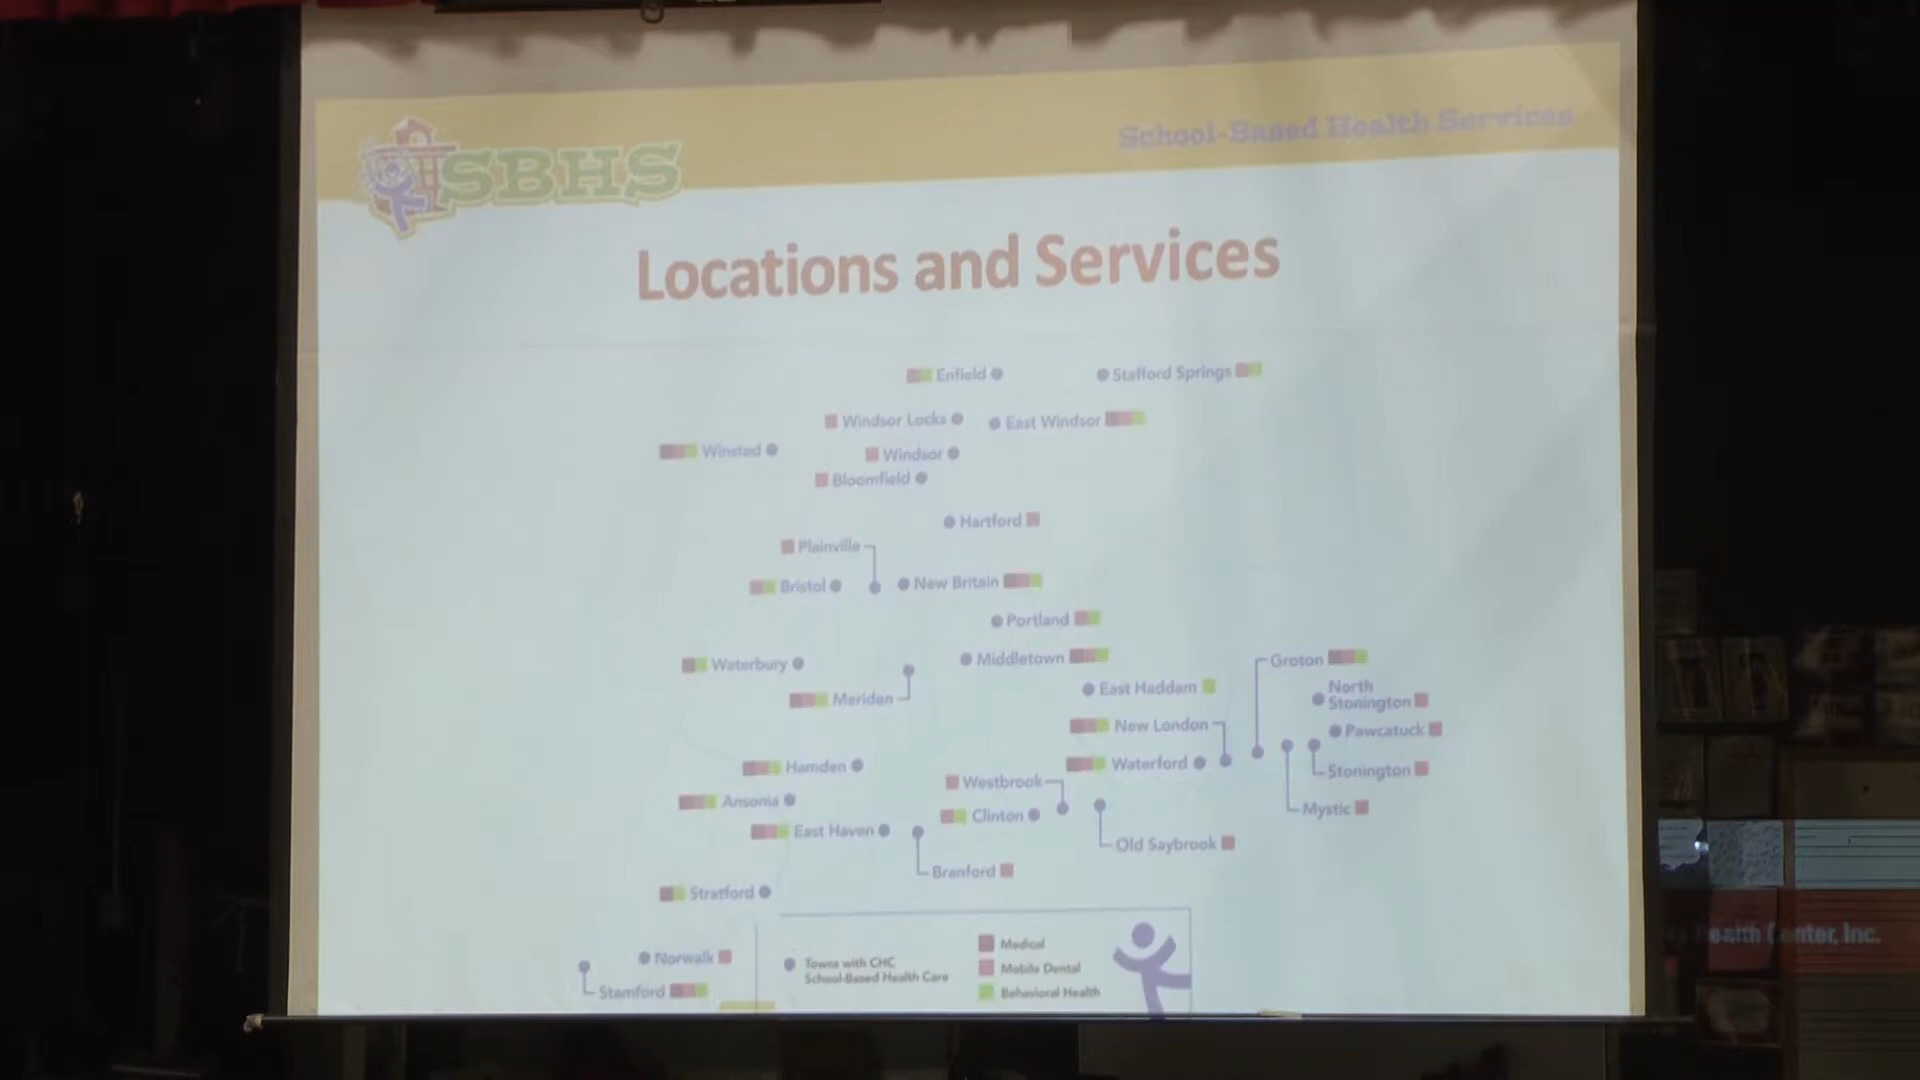 SBHS
School-Based Health Services
Locations and Services
Enfield
Stafford Springs
Windsor Locks
East Windsor
Winsted
Windsor
Bloomfield
Hartford
Plainville
Bristol
New Britain
Portland
Waterbury
Middletown
Groton
Meriden
East Haddam
North
Stonington
New London
Pawcatuck
Hamden
Waterford
Stonington
Westbrook
Ansonia
Clinton
Mystic
East Haven
Old Saybrook
Branford
Stratford
Norwalk
Stamford
Towns with CHC
School-Based Health Care
Medical
Mobile Dental
Behavioral Health
Health Center, Inc.